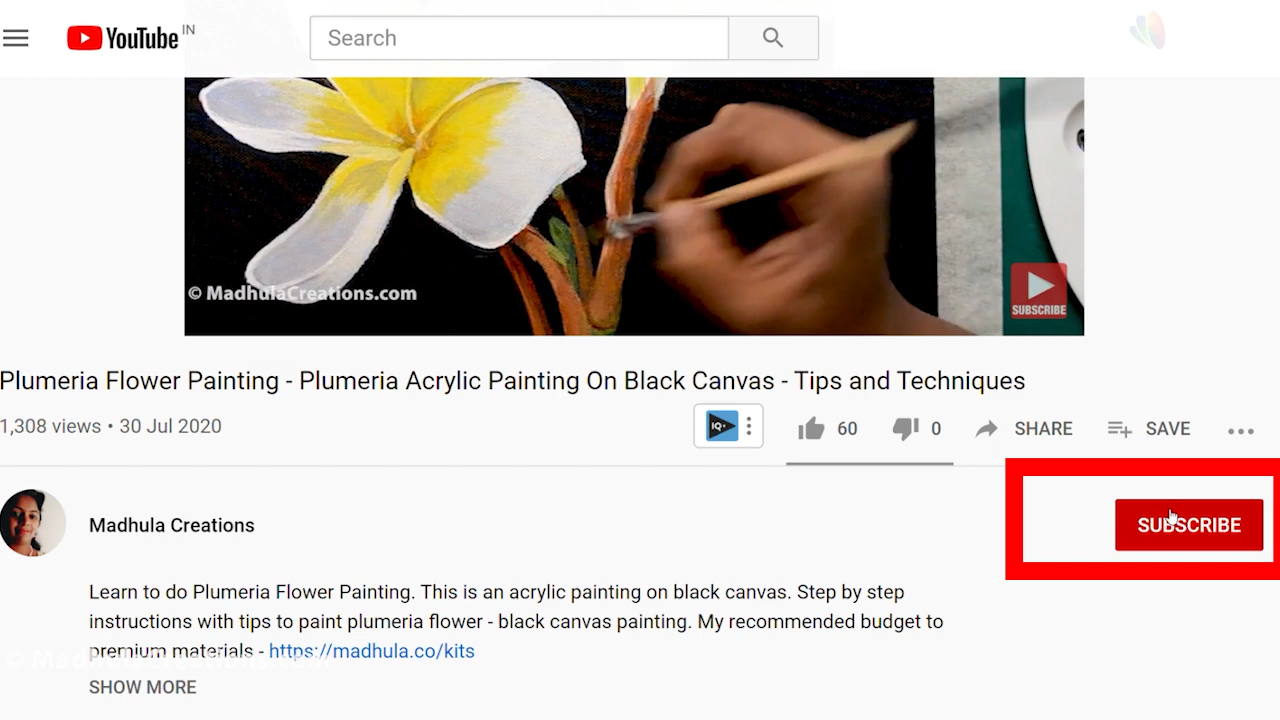 YouTube IN
Search
© MadhulaCreations.com
SUBSCRIBE
Plumeria Flower Painting - Plumeria Acrylic Painting On Black Canvas - Tips and Techniques
1,308 views • 30 Jul 2020
IQ
60
0
SHARE
SAVE
Madhula Creations
SUBSCRIBE
Learn to do Plumeria Flower Painting. This is an acrylic painting on black canvas. Step by step
instructions with tips to paint plumeria flower - black canvas painting. My recommended budget to
premium materials - https://madhula.co/kits
© MadhulaCreations.com
SHOW MORE